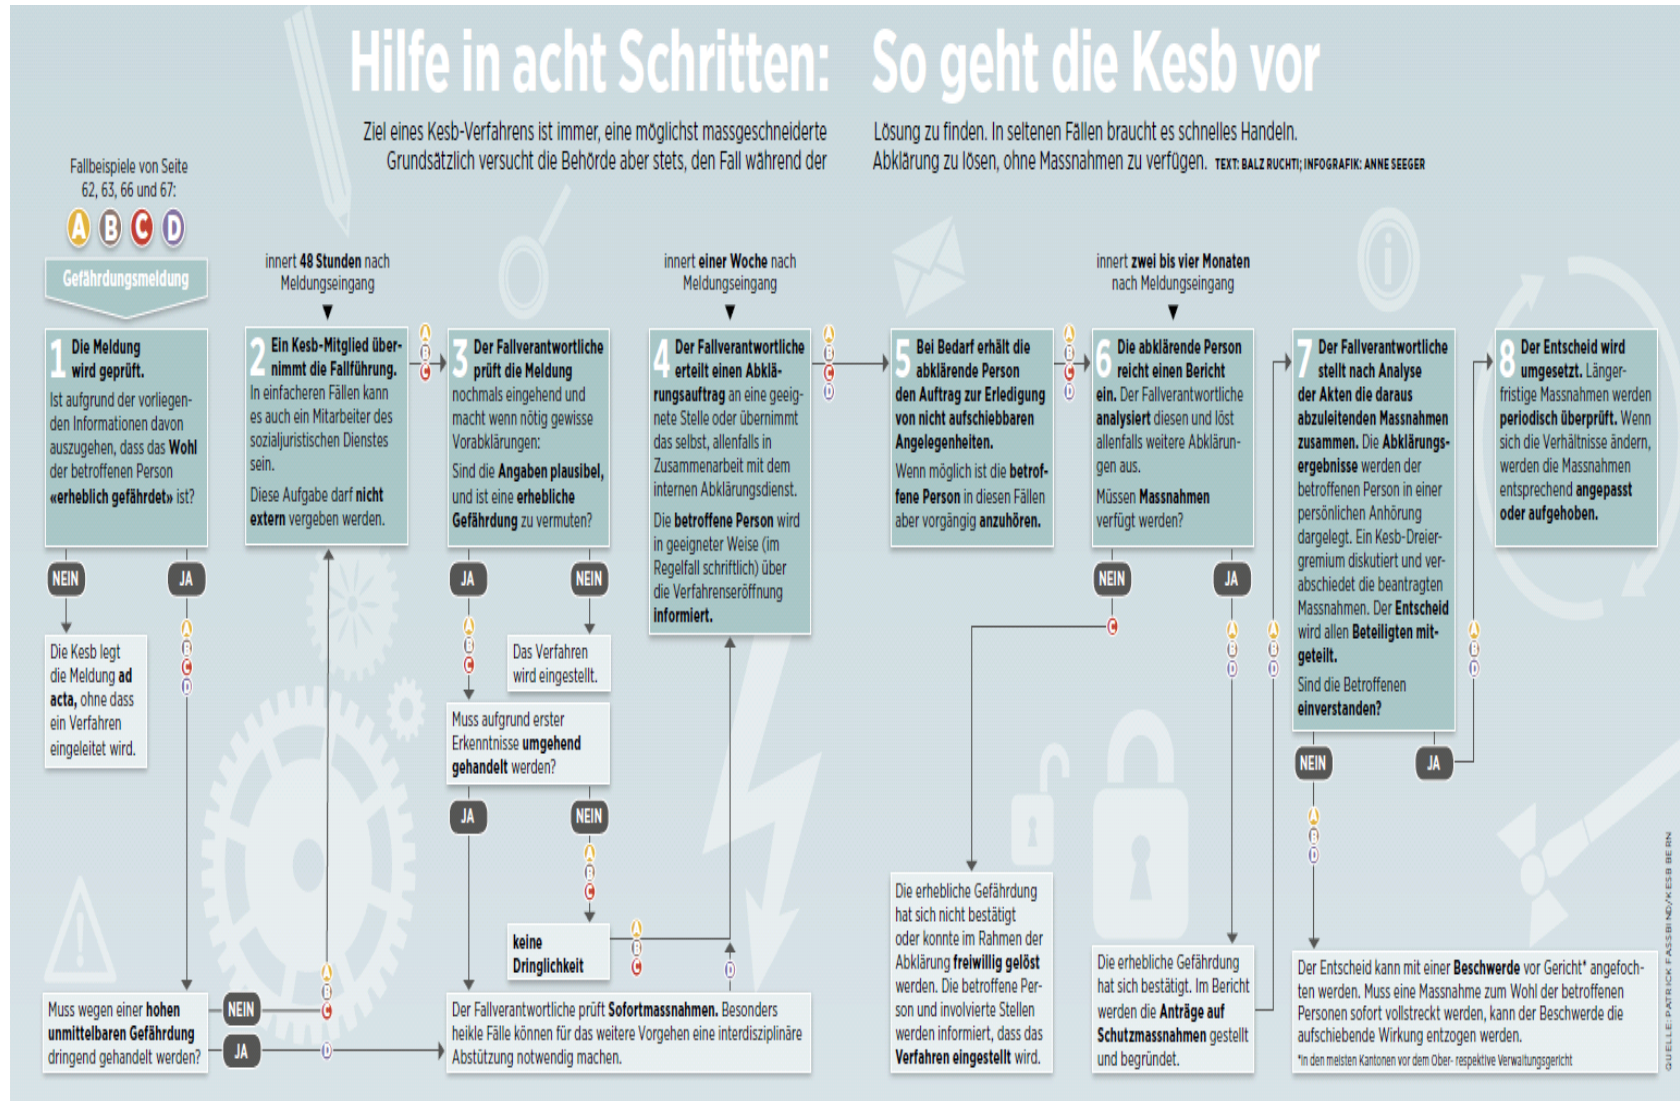 Hilfe in acht Schritten: So geht die Kesb vor
Ziel eines Kesb-Verfahrens ist immer, eine möglichst massgeschneiderte Lösung zu finden. In seltenen Fällen braucht es schnelles Handeln.
Grundsätzlich versucht die Behörde aber stets, den Fall während der Abklärung zu lösen, ohne Massnahmen zu verfügen. TEXT: BALZ RUCHTI; INFOGRAFIK: ANNE SEEGER
Fallbeispiele von Seite
62, 63, 66 und 67:
A B C D
Gefährdungsmeldung
1 Die Meldung
wird geprüft.
Ist aufgrund der vorliegen-
den Informationen davon
auszugehen, dass das Wohl
der betroffenen Person
«erheblich gefährdet» ist?
NEIN
JA
Die Kesb legt
die Meldung ad
acta, ohne dass
ein Verfahren
eingeleitet wird.
A
B
C
D
Muss wegen einer hohen
unmittelbaren Gefährdung
dringend gehandelt werden?
NEIN
JA
A
B
C
D
innert 48 Stunden nach
Meldungseingang
2 Ein Kesb-Mitglied über-
nimmt die Fallführung.
In einfacheren Fällen kann
es auch ein Mitarbeiter des
sozialjuristischen Dienstes
sein.
Diese Aufgabe darf nicht
extern vergeben werden.
A
B
C
3 Der Fallverantwortliche
prüft die Meldung
nochmals eingehend und
macht wenn nötig gewisse
Vorabklärungen:
Sind die Angaben plausibel,
und ist eine erhebliche
Gefährdung zu vermuten?
JA
NEIN
A
B
C
Das Verfahren
wird eingestellt.
Muss aufgrund erster
Erkenntnisse umgehend
gehandelt werden?
JA
NEIN
A
B
C
keine
Dringlichkeit
A
B
C
D
Der Fallverantwortliche prüft Sofortmassnahmen. Besonders
heikle Fälle können für das weitere Vorgehen eine interdisziplinäre
Abstützung notwendig machen.
innert einer Woche nach
Meldungseingang
4 Der Fallverantwortliche
erteilt einen Abklä-
rungsauftrag an eine geeig-
nete Stelle oder übernimmt
das selbst, allenfalls in
Zusammenarbeit mit dem
internen Abklärungsdienst.
Die betroffene Person wird
in geeigneter Weise (im
Regelfall schriftlich) über
die Verfahrenseröffnung
informiert.
A
B
C
D
5 Bei Bedarf erhält die
abklärende Person
den Auftrag zur Erledigung
von nicht aufschiebbaren
Angelegenheiten.
Wenn möglich ist die betrof-
fene Person in diesen Fällen
aber vorgängig anzuhören.
A
B
C
D
innert zwei bis vier Monaten
nach Meldungseingang
6 Die abklärende Person
reicht einen Bericht
ein. Der Fallverantwortliche
analysiert diesen und löst
allenfalls weitere Abklärun-
gen aus.
Müssen Massnahmen
verfügt werden?
NEIN
JA
C
A
B
D
Die erhebliche Gefährdung
hat sich nicht bestätigt
oder konnte im Rahmen der
Abklärung freiwillig gelöst
werden. Die betroffene Per-
son und involvierte Stellen
werden informiert, dass das
Verfahren eingestellt wird.
Die erhebliche Gefährdung
hat sich bestätigt. Im Bericht
werden die Anträge auf
Schutzmassnahmen gestellt
und begründet.
A
B
D
7 Der Fallverantwortliche
stellt nach Analyse
der Akten die daraus
abzuleitenden Massnahmen
zusammen. Die Abklärungs-
ergebnisse werden der
betroffenen Person in einer
persönlichen Anhörung
dargelegt. Ein Kesb-Dreier-
gremium diskutiert und ver-
abschiedet die beantragten
Massnahmen. Der Entscheid
wird allen Beteiligten mit-
geteilt.
Sind die Betroffenen
einverstanden?
NEIN
JA
A
B
D
A
B
D
Der Entscheid kann mit einer Beschwerde vor Gericht* angefoch-
ten werden. Muss eine Massnahme zum Wohl der betroffenen
Personen sofort vollstreckt werden, kann der Beschwerde die
aufschiebende Wirkung entzogen werden.
*In den meisten Kantonen vor dem Ober- respektive Verwaltungsgericht
8 Der Entscheid wird
umgesetzt. Länger-
fristige Massnahmen werden
periodisch überprüft. Wenn
sich die Verhältnisse ändern,
werden die Massnahmen
entsprechend angepasst
oder aufgehoben.
QUELLE: PATRICK FASSBIND/KESB BERN